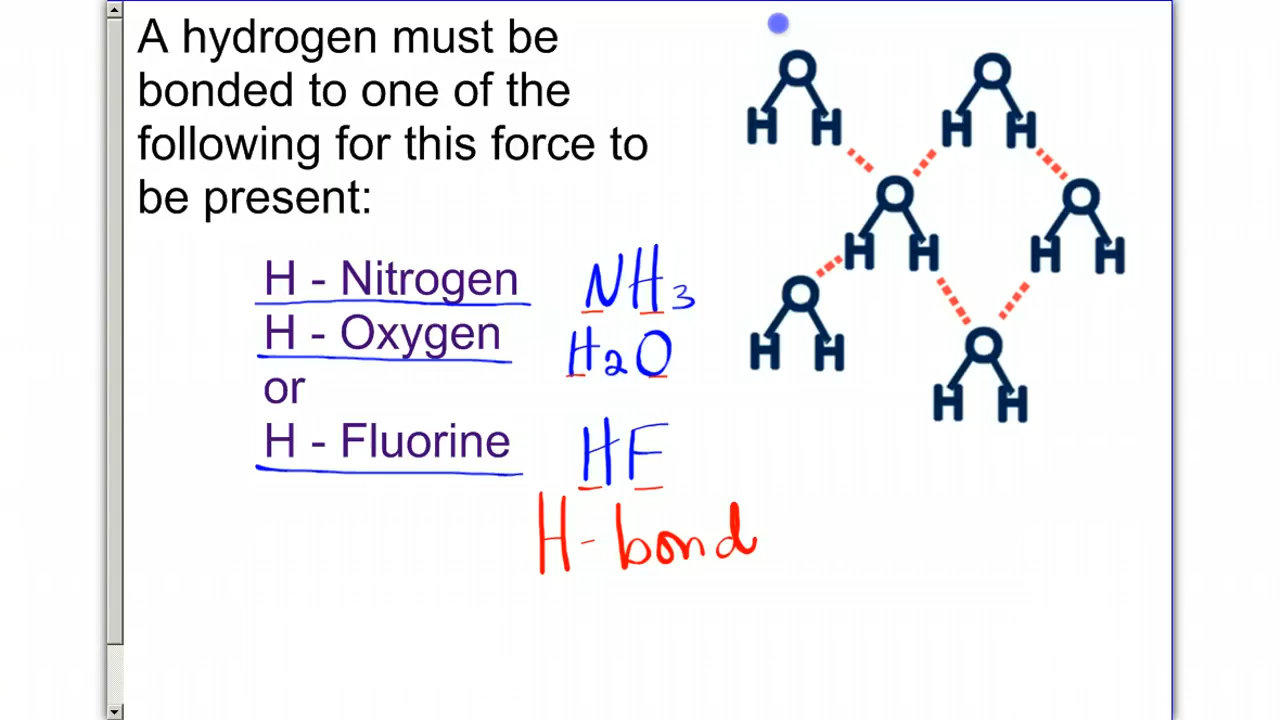 A hydrogen must be
bonded to one of the
following for this force to
be present:
H - Nitrogen NH3
H - Oxygen H2O
or
H - Fluorine HF
H-bond
O O
H H H H
O O
H H H H
O
H H
O
H H